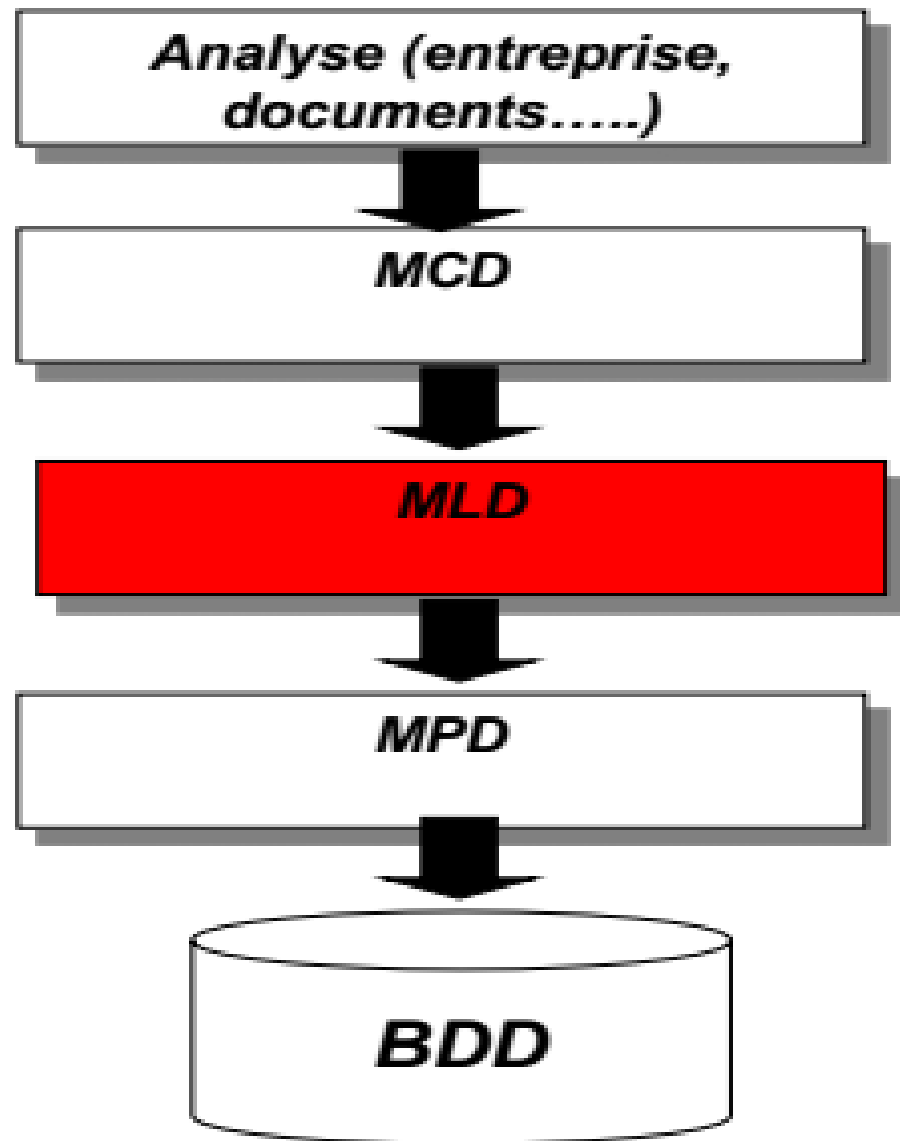 Analyse (entreprise,
documents…..)
MCD
MLD
MPD
BDD